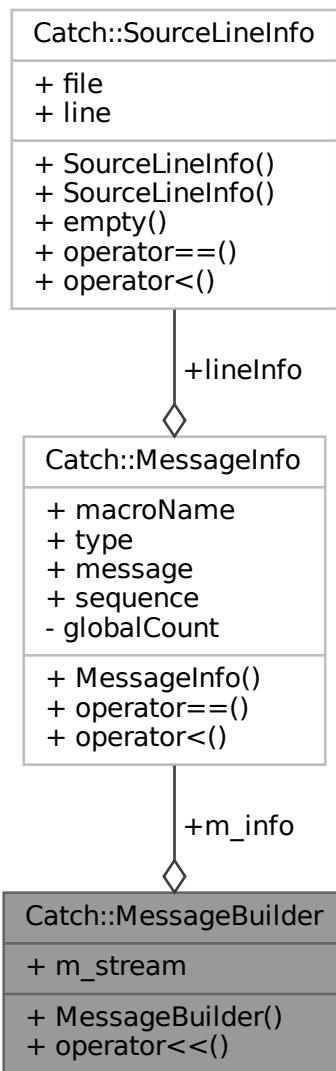 Catch::SourceLineInfo
+ file
+ line
+ SourceLineInfo()
+ SourceLineInfo()
+ empty()
+ operator==()
+ operator<()
+lineInfo
Catch::MessageInfo
+ macroName
+ type
+ message
+ sequence
- globalCount
+ MessageInfo()
+ operator==()
+ operator<()
+m_info
Catch::MessageBuilder
+ m_stream
+ MessageBuilder()
+ operator<<()